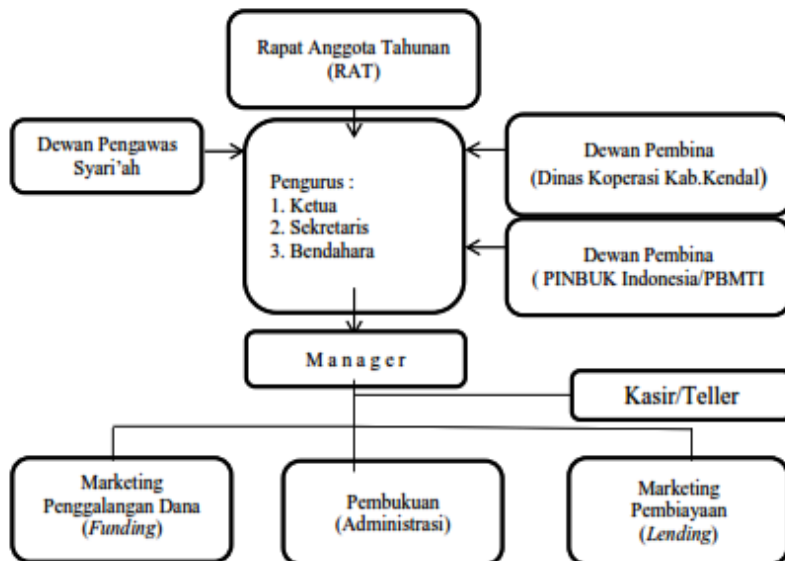 Rapat Anggota Tahunan
(RAT)
Dewan Pengawas
Syari'ah
Pengurus :
1. Ketua
2. Sekretaris
3. Bendahara
Dewan Pembina
(Dinas Koperasi Kab.Kendal)
Dewan Pembina
( PINBUK Indonesia/PBMTI
M a n a g e r
Kasir/Teller
Marketing
Penggalangan Dana
(Funding)
Pembukuan
(Administrasi)
Marketing
Pembiayaan
(Lending)